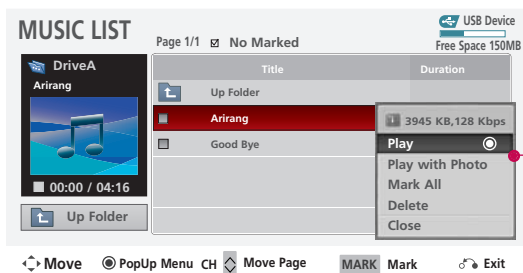 MUSIC LIST
Page 1/1 No Marked
USB Device
Free Space 150MB
DriveA
Arirang
00:00 / 04:16
Up Folder
Title Duration
Up Folder
Arirang
Good Bye
3945 KB,128 Kbps
Play
Play with Photo
Mark All
Delete
Close
Move PopUp Menu CH Move Page MARK Mark Exit